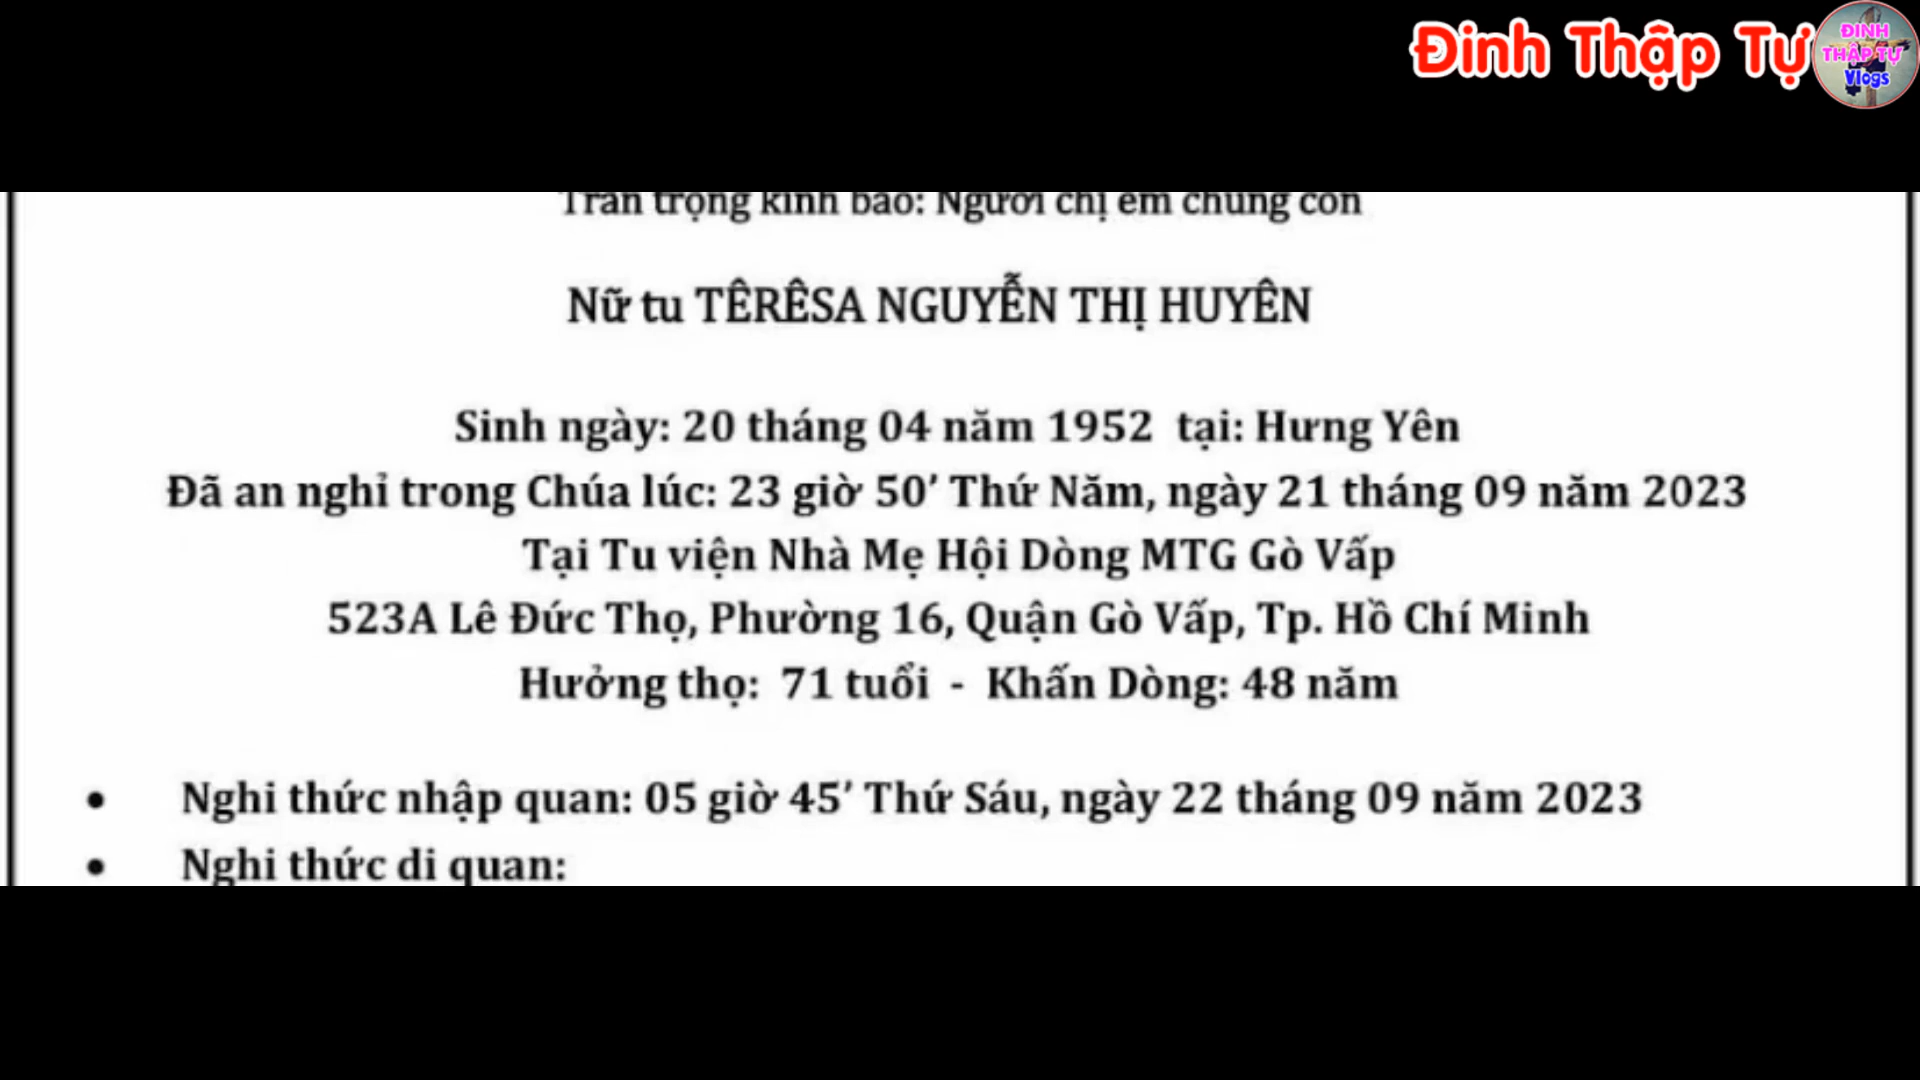 Đinh Thập Tự
ĐINH
THẬP TỰ
Vlogs
Trân trọng kính báo: Người chị em chúng con
Nữ tu TÊRÊSA NGUYỄN THỊ HUYÊN
Sinh ngày: 20 tháng 04 năm 1952 tại: Hưng Yên
Đã an nghỉ trong Chúa lúc: 23 giờ 50’ Thứ Năm, ngày 21 tháng 09 năm 2023
Tại Tu viện Nhà Mẹ Hội Dòng MTG Gò Vấp
523A Lê Đức Thọ, Phường 16, Quận Gò Vấp, Tp. Hồ Chí Minh
Hưởng thọ: 71 tuổi - Khấn Dòng: 48 năm
• Nghi thức nhập quan: 05 giờ 45’ Thứ Sáu, ngày 22 tháng 09 năm 2023
• Nghi thức di quan: